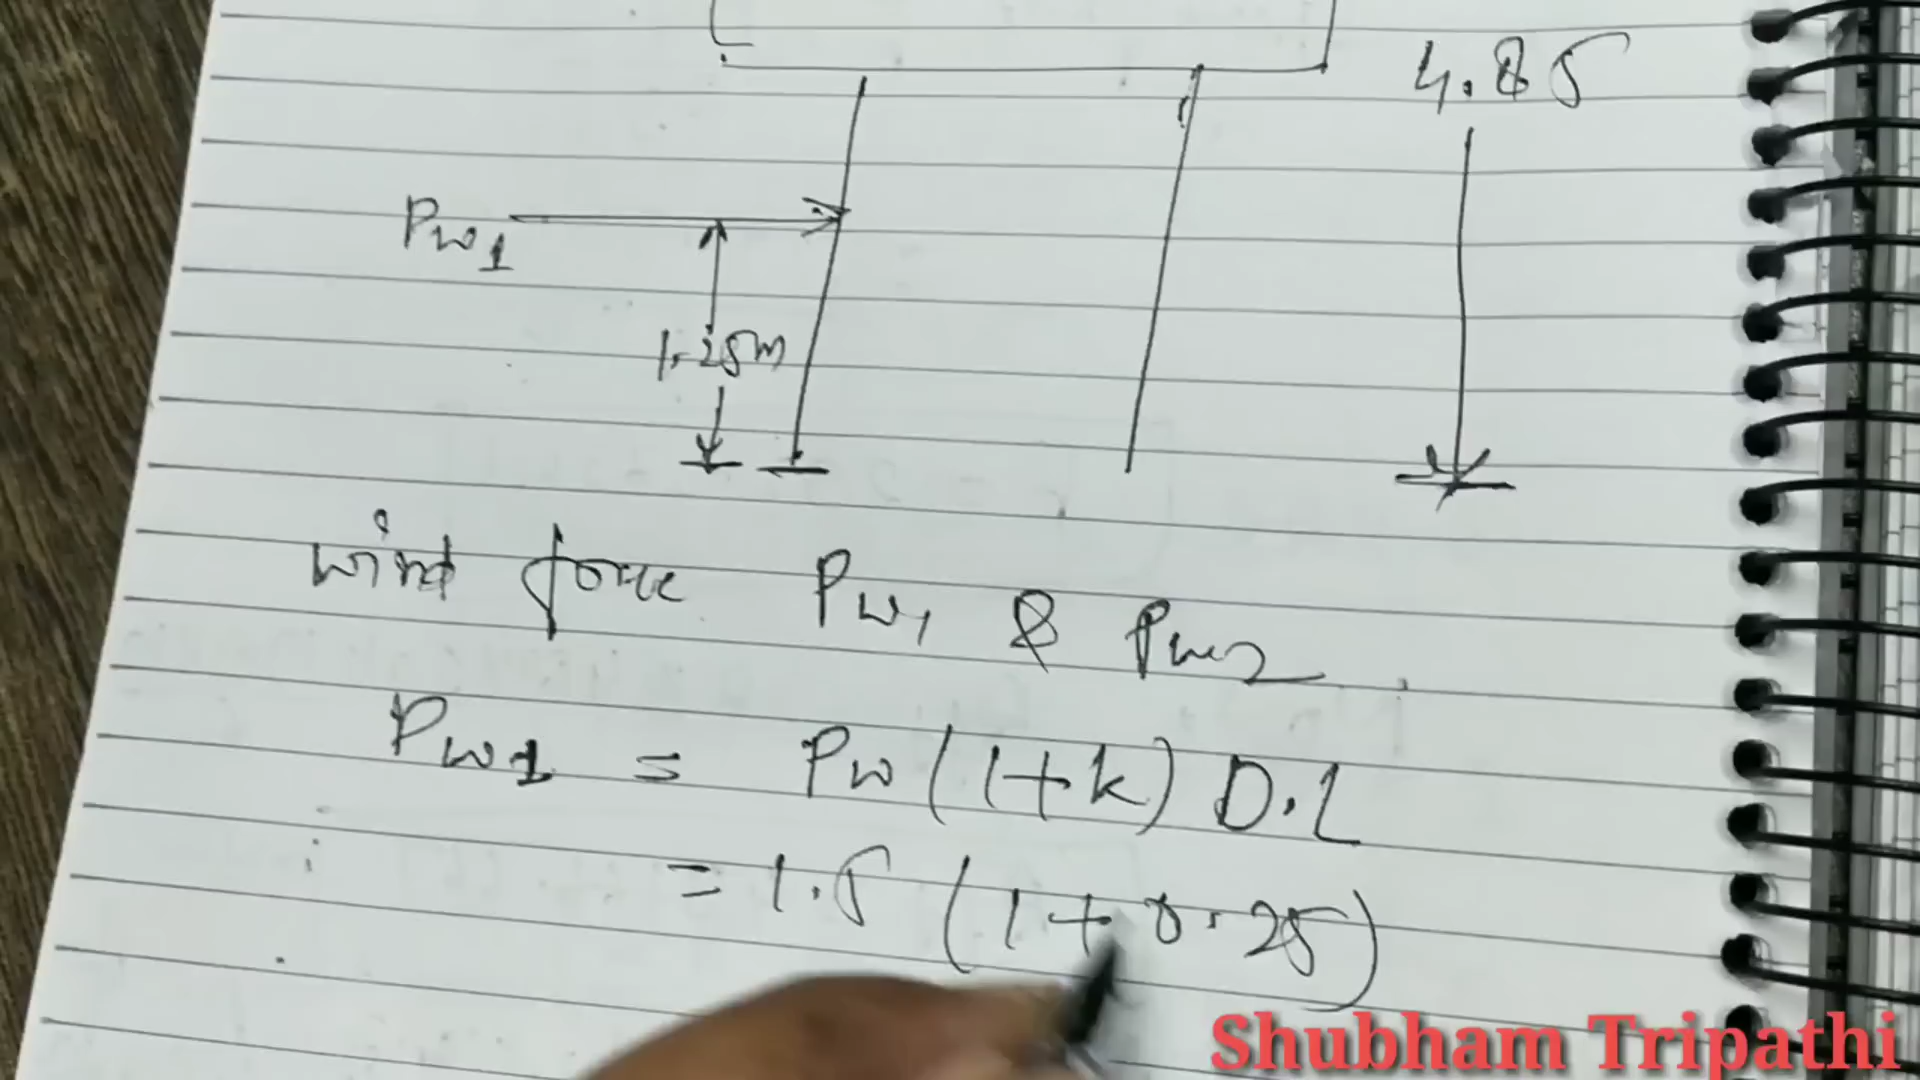 4.85
Pw1
1.25m
wind force Pw1 & Pw2
Pw1 = Pw (1+k) D.L
= 1.5 (1+0.25)
Shubham Tripathi